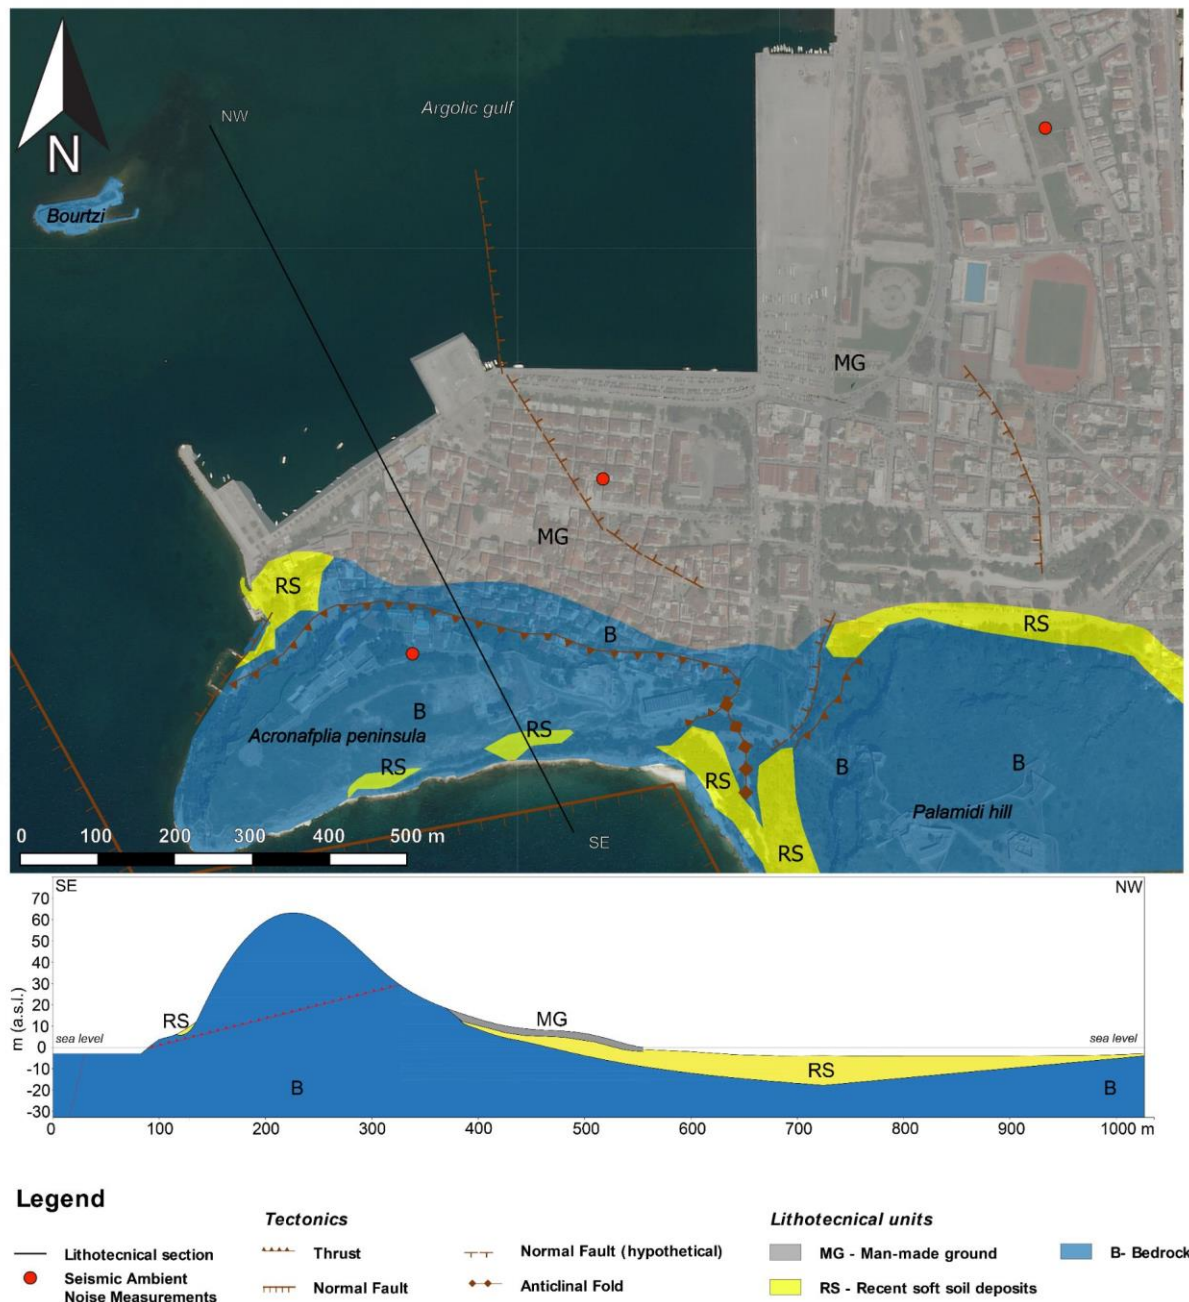 NW
Argolic gulf
N
Bourtzi
MG
MG
RS
B
RS
B
RS
Acronafplia peninsula
RS
RS
B
B
Palamidi hill
RS
0 100 200 300 400 500 m
SE
SE
NW
60
50
40
30
20
10
0
-10
-20
-30
m (a.s.l.)
RS
MG
sea level
sea level
RS
B
B
0 100 200 300 400 500 600 700 800 900 1000 m
Legend
Tectonics
Lithotecnical units
Lithotecnical section
Thrust
Normal Fault (hypothetical)
MG - Man-made ground
B- Bedrock
Seismic Ambient
Noise Measurements
Normal Fault
Anticlinal Fold
RS - Recent soft soil deposits